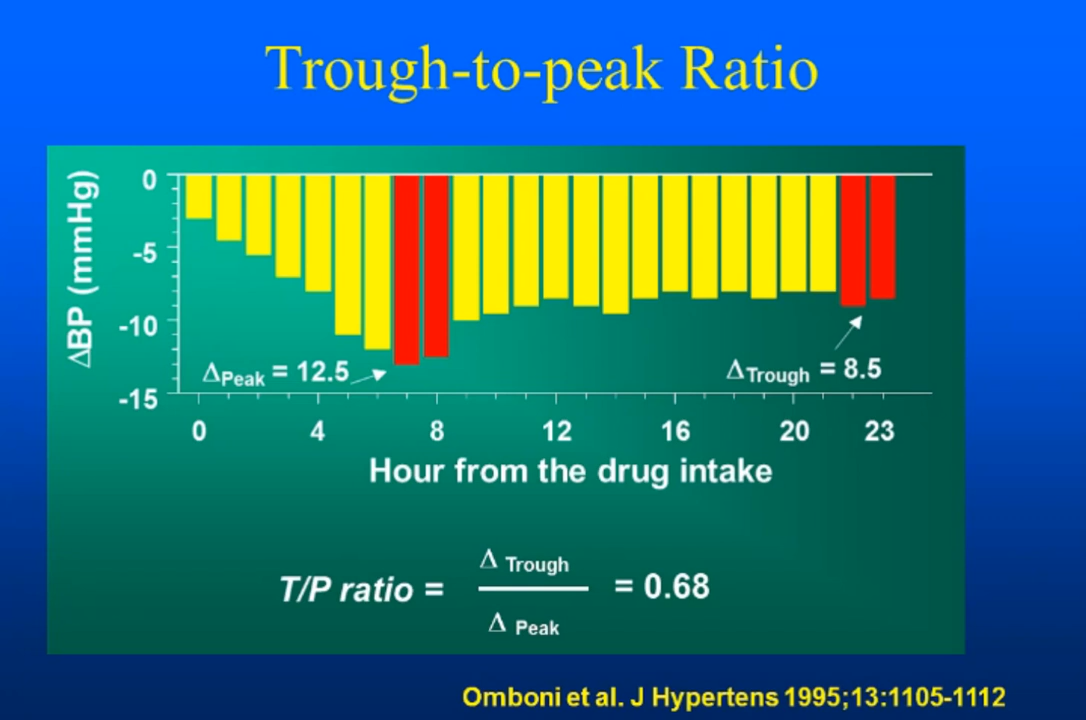 Trough-to-peak Ratio
ΔBP (mmHg)
0
-5
-10
-15
ΔPeak = 12.5
ΔTrough = 8.5
0 4 8 12 16 20 23
Hour from the drug intake
T/P ratio =
Δ Trough
Δ Peak
= 0.68
Omboni et al. J Hypertens 1995;13:1105-1112